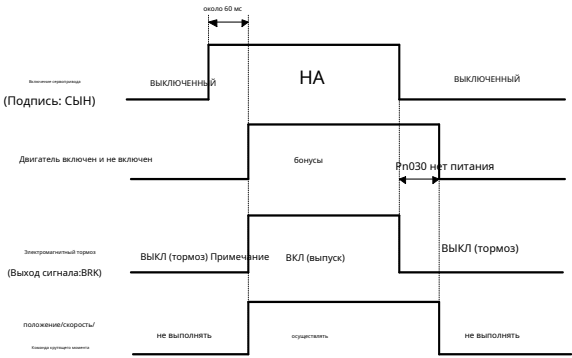 около 60 мс
Включение сервопривода
(Подпись: СЫН)
ВЫКЛЮЧЕННЫЙ
НА
ВЫКЛЮЧЕННЫЙ
Двигатель включен и не включен
бонусы
Pn030 нет питания
Электромагнитный тормоз
(Выход сигнала:BRK)
ВЫКЛ (тормоз) Примечание
ВКЛ (выпуск)
ВЫКЛ (тормоз)
положение/скорость/
Команда крутящего момента
не выполнять
осуществлять
не выполнять